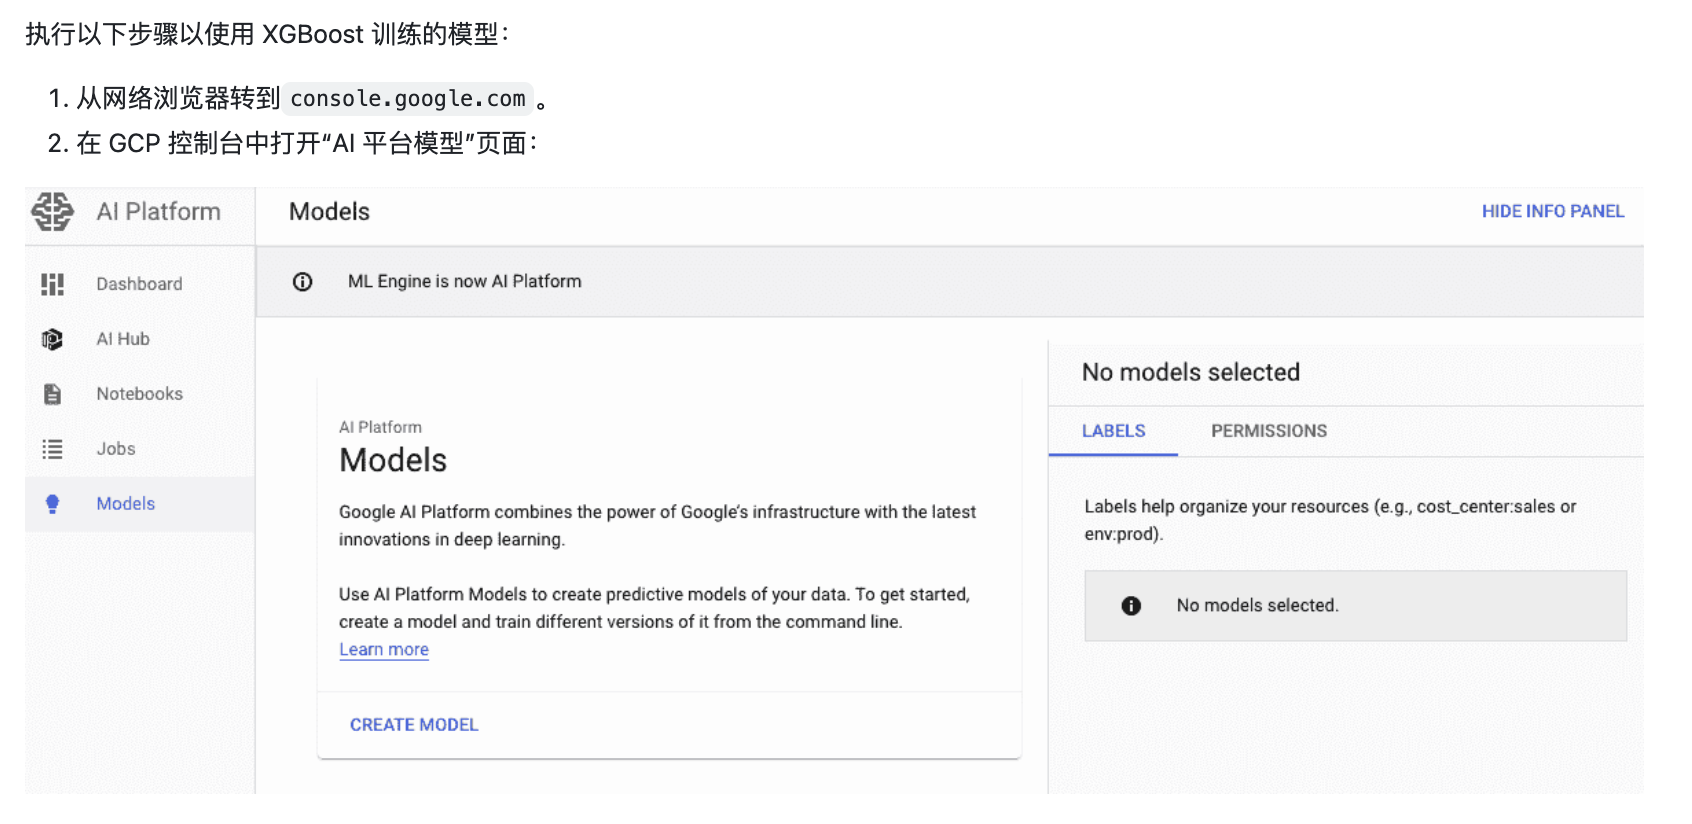 执行以下步骤以使用 XGBoost 训练的模型：
1. 从网络浏览器转到 console.google.com 。
2. 在 GCP 控制台中打开“AI 平台模型”页面：
AI Platform
Models
HIDE INFO PANEL
Dashboard
AI Hub
Notebooks
Jobs
Models
ML Engine is now AI Platform
AI Platform
Models
Google AI Platform combines the power of Google’s infrastructure with the latest
innovations in deep learning.
Use AI Platform Models to create predictive models of your data. To get started,
create a model and train different versions of it from the command line.
Learn more
CREATE MODEL
No models selected
LABELS
PERMISSIONS
Labels help organize your resources (e.g., cost_center:sales or
env:prod).
No models selected.